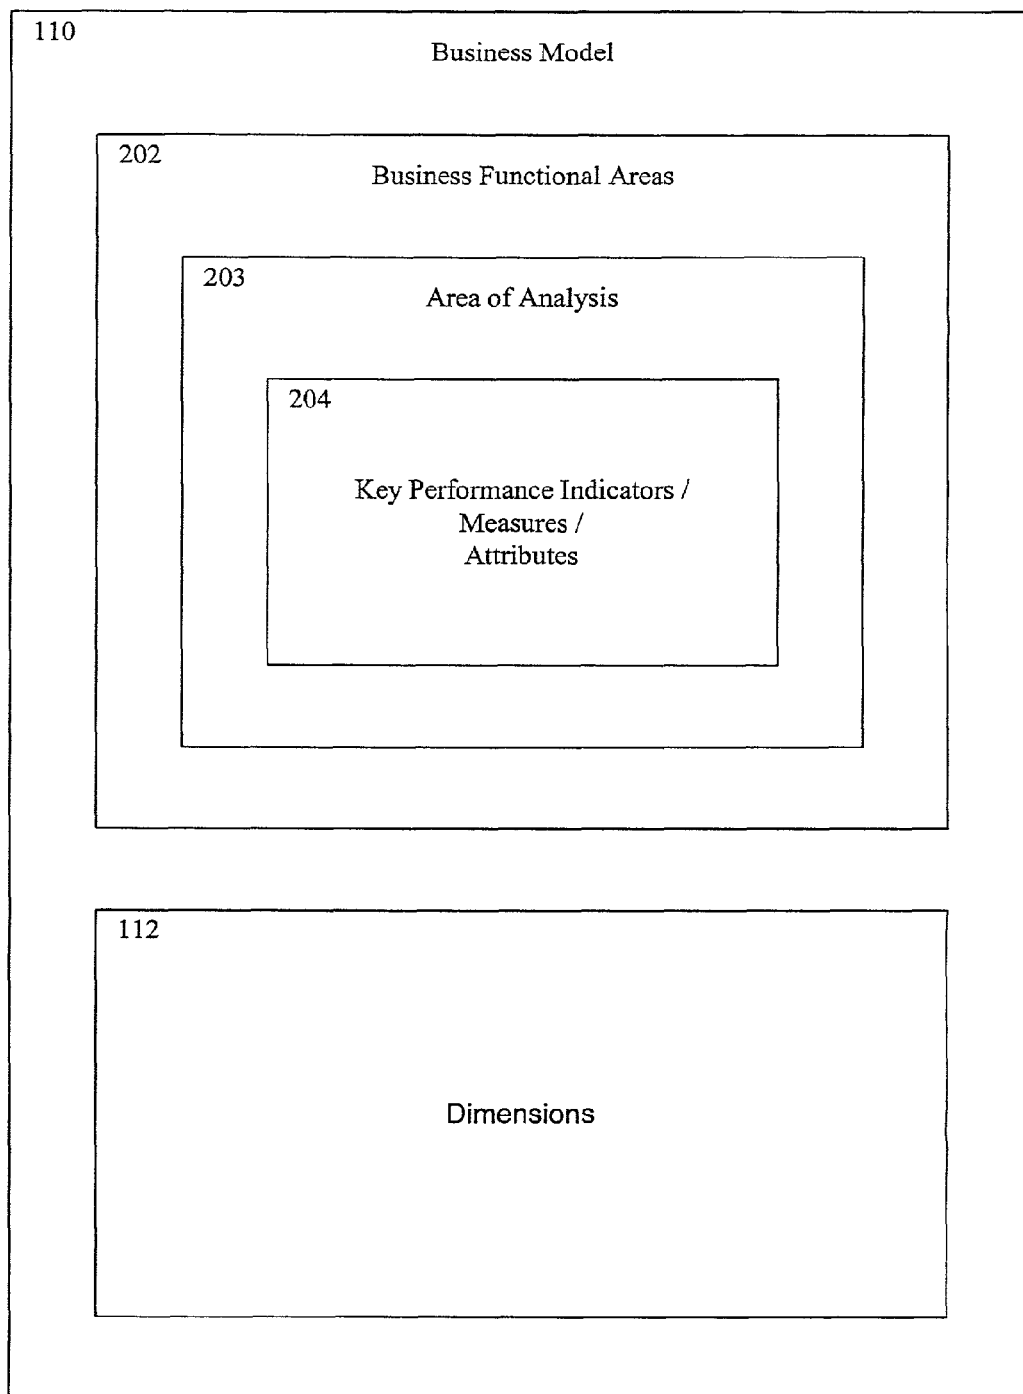 110
Business Model
202
Business Functional Areas
203
Area of Analysis
204
Key Performance Indicators /
Measures /
Attributes
112
Dimensions